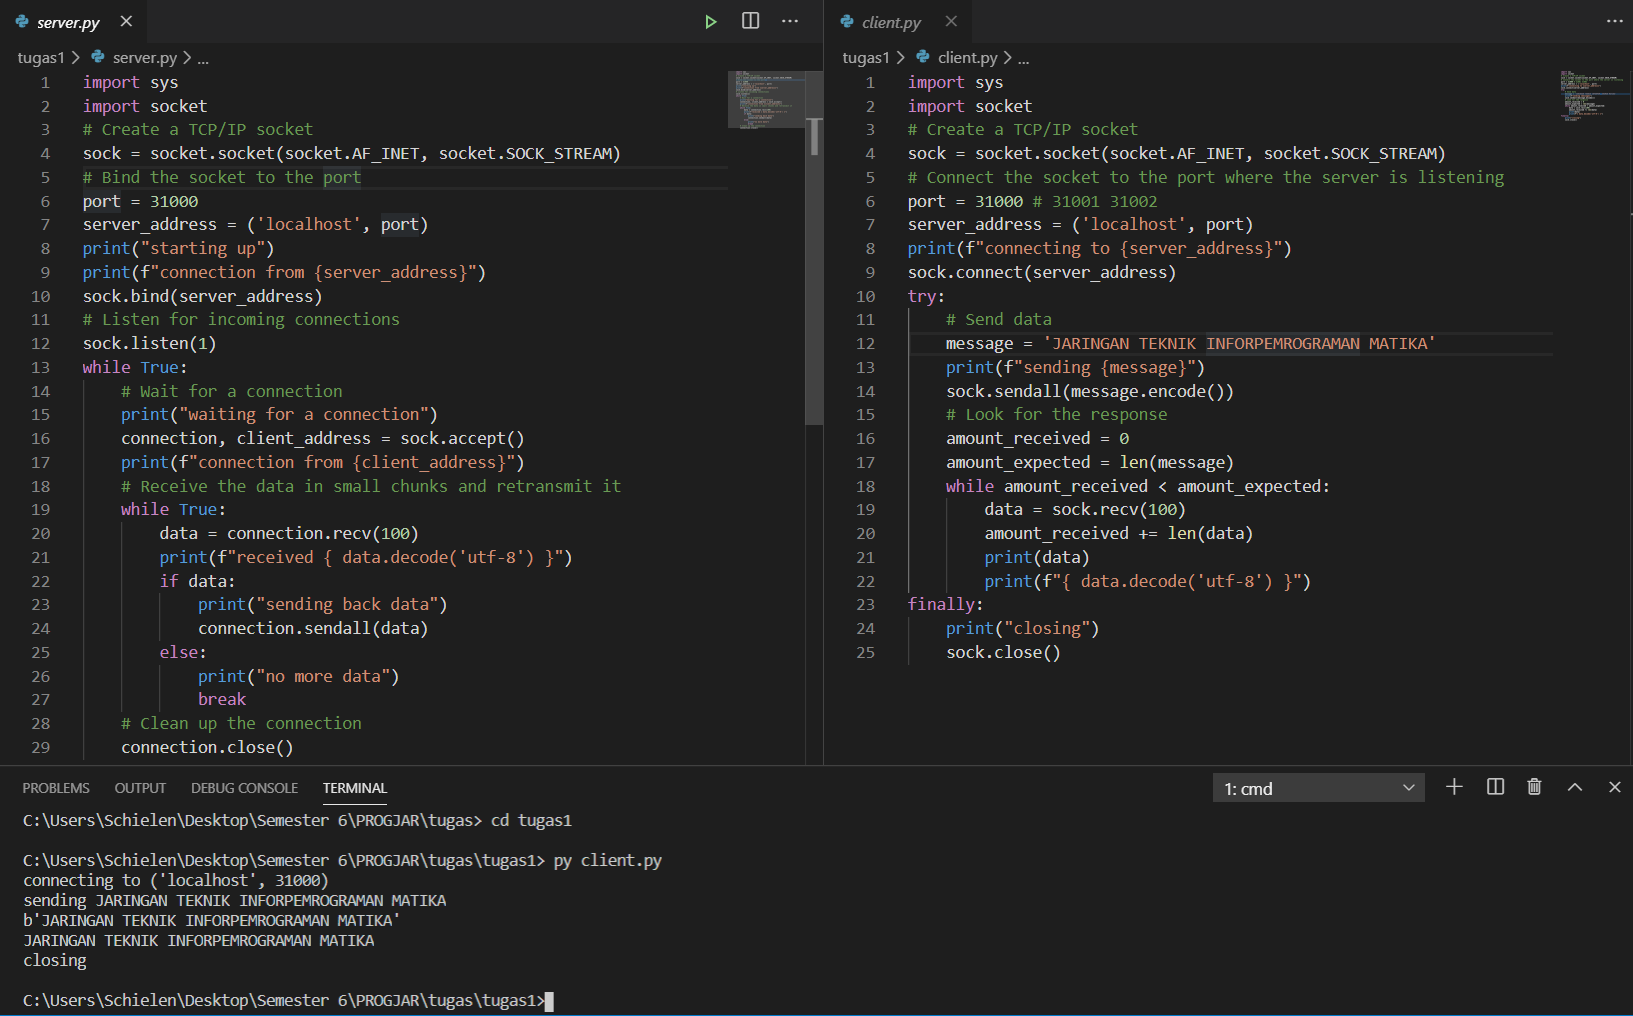 server.py
tugas1 > server.py > ...
1 import sys
2 import socket
3 # Create a TCP/IP socket
4 sock = socket.socket(socket.AF_INET, socket.SOCK_STREAM)
5 # Bind the socket to the port
6 port = 31000
7 server_address = ('localhost', port)
8 print("starting up")
9 print(f"connection from {server_address}")
10 sock.bind(server_address)
11 # Listen for incoming connections
12 sock.listen(1)
13 while True:
14 # Wait for a connection
15 print("waiting for a connection")
16 connection, client_address = sock.accept()
17 print(f"connection from {client_address}")
18 # Receive the data in small chunks and retransmit it
19 while True:
20 data = connection.recv(100)
21 print(f"received { data.decode('utf-8') }")
22 if data:
23 print("sending back data")
24 connection.sendall(data)
25 else:
26 print("no more data")
27 break
28 # Clean up the connection
29 connection.close()
client.py
tugas1 > client.py > ...
1 import sys
2 import socket
3 # Create a TCP/IP socket
4 sock = socket.socket(socket.AF_INET, socket.SOCK_STREAM)
5 # Connect the socket to the port where the server is listening
6 port = 31000 # 31001 31002
7 server_address = ('localhost', port)
8 print(f"connecting to {server_address}")
9 sock.connect(server_address)
10 try:
11 # Send data
12 message = 'JARINGAN TEKNIK INFORPEMROGRAMAN MATIKA'
13 print(f"sending {message}")
14 sock.sendall(message.encode())
15 # Look for the response
16 amount_received = 0
17 amount_expected = len(message)
18 while amount_received < amount_expected:
19 data = sock.recv(100)
20 amount_received += len(data)
21 print(data)
22 print(f"{ data.decode('utf-8') }")
23 finally:
24 print("closing")
25 sock.close()
PROBLEMS OUTPUT DEBUG CONSOLE TERMINAL 1: cmd
C:\Users\Schielen\Desktop\Semester 6\PROGJAR\tugas> cd tugas1
C:\Users\Schielen\Desktop\Semester 6\PROGJAR\tugas\tugas1> py client.py
connecting to ('localhost', 31000)
sending JARINGAN TEKNIK INFORPEMROGRAMAN MATIKA
b'JARINGAN TEKNIK INFORPEMROGRAMAN MATIKA'
JARINGAN TEKNIK INFORPEMROGRAMAN MATIKA
closing
C:\Users\Schielen\Desktop\Semester 6\PROGJAR\tugas\tugas1>